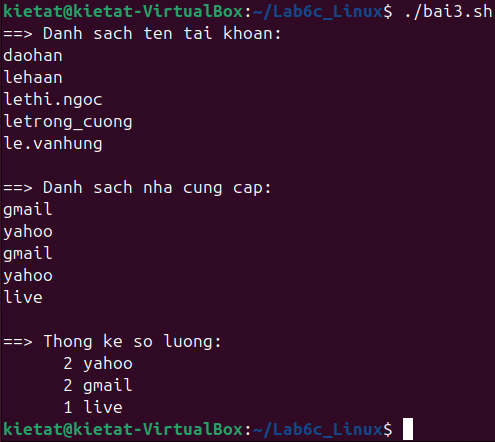 kietat@kietat-VirtualBox:~/Lab6c_Linux$ ./bai3.sh
==> Danh sach ten tai khoan:
daohan
lehaan
lethi.ngoc
letrong_cuong
le.vanhung
==> Danh sach nha cung cap:
gmail
yahoo
gmail
yahoo
live
==> Thong ke so luong:
2 yahoo
2 gmail
1 live
kietat@kietat-VirtualBox:~/Lab6c_Linux$